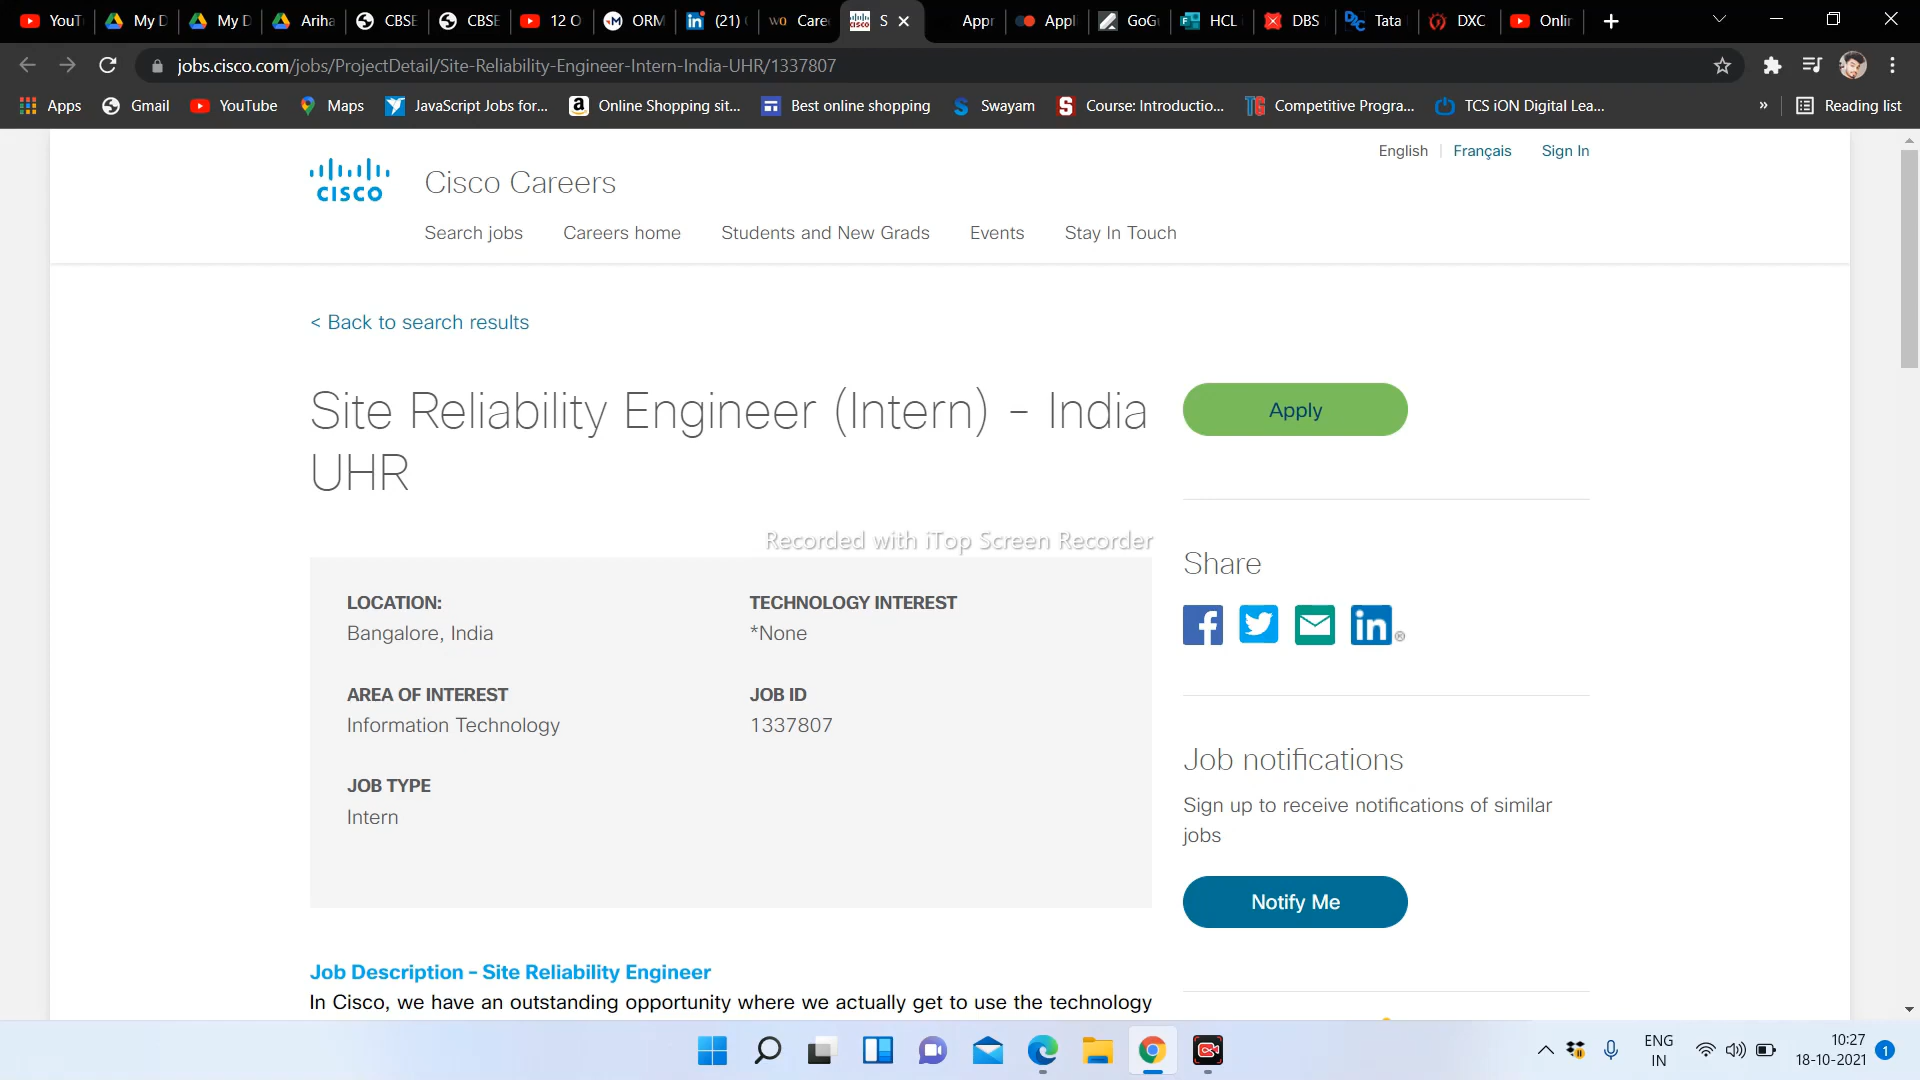 YouT
My D
My D
Ariha
CBSE
CBSE
12 O
ORM
(21)
Care
S
Appr
Appl
GoG
HCL
DBS
Tata
DXC
Onlin
jobs.cisco.com/jobs/ProjectDetail/Site-Reliability-Engineer-Intern-India-UHR/1337807
Apps
Gmail
YouTube
Maps
JavaScript Jobs for...
Online Shopping sit...
Best online shopping
Swayam
Course: Introductio...
Competitive Progra...
TCS iON Digital Lea...
»
Reading list
English
Français
Sign In
CISCO
Cisco Careers
Search jobs
Careers home
Students and New Grads
Events
Stay In Touch
< Back to search results
Site Reliability Engineer (Intern) - India
UHR
Apply
Recorded with iTop Screen Recorder
LOCATION:
Bangalore, India
TECHNOLOGY INTEREST
*None
AREA OF INTEREST
Information Technology
JOB ID
1337807
JOB TYPE
Intern
Share
Job notifications
Sign up to receive notifications of similar
jobs
Notify Me
Job Description - Site Reliability Engineer
In Cisco, we have an outstanding opportunity where we actually get to use the technology
ENG
IN
10:27
18-10-2021
1